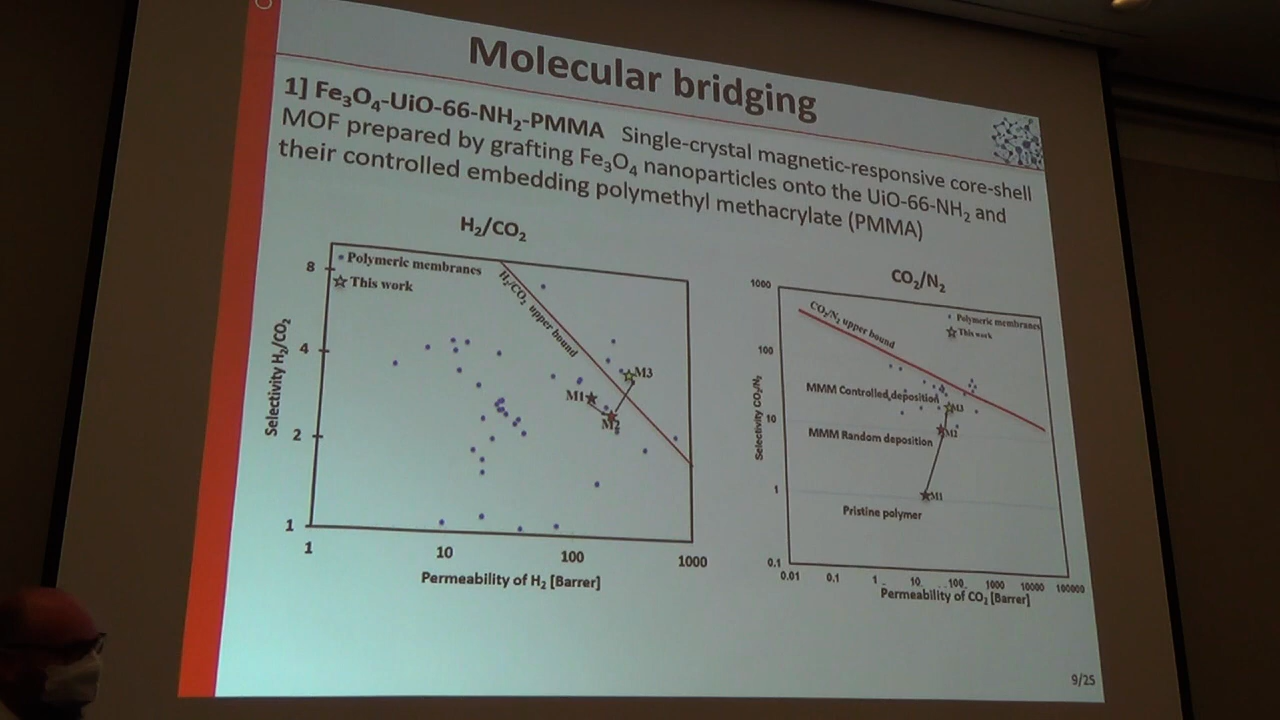 Molecular bridging
1] Fe₃O₄-UiO-66-NH₂-PMMA Single-crystal magnetic-responsive core-shell
MOF prepared by grafting Fe₃O₄ nanoparticles onto the UiO-66-NH₂ and
their controlled embedding polymethyl methacrylate (PMMA)
H₂/CO₂
Polymeric membranes
This work
H₂/CO₂ upper bound
8
4
2
1
Selectivity H₂/CO₂
M1
M2
M3
1
10
100
1000
Permeability of H₂ [Barrer]
CO₂/N₂
Polymeric membranes
This work
CO₂/N₂ upper bound
1000
100
10
1
0.1
Selectivity CO₂/N₂
MMM Controlled deposition
M3
MMM Random deposition
M2
M1
Pristine polymer
0.01
0.1
1
10
100
1000
10000
100000
Permeability of CO₂ [Barrer]
9/25